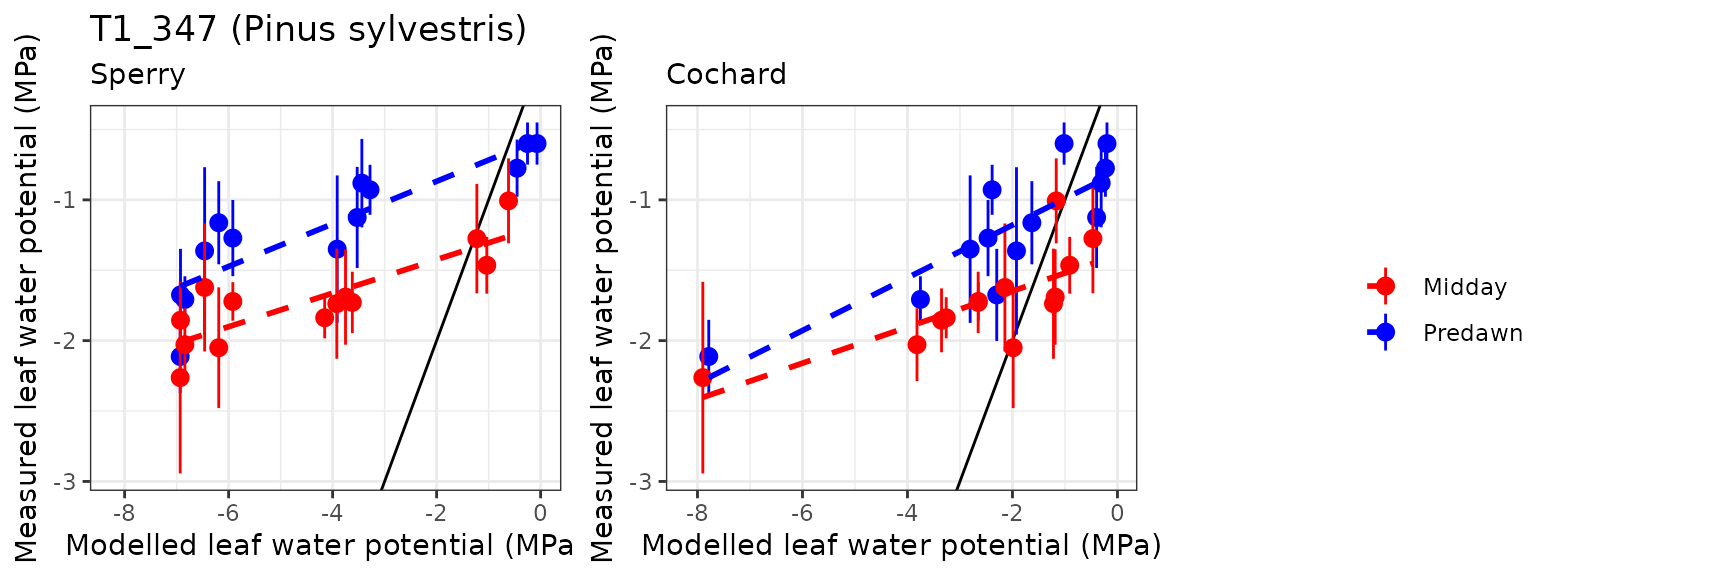 T1_347 (Pinus sylvestris)
Sperry
Measured leaf water potential (MPa)
-1
-2
-3
-8
-6
-4
-2
0
Modelled leaf water potential (MPa
Cochard
Measured leaf water potential (MPa)
-1
-2
-3
-8
-6
-4
-2
0
Modelled leaf water potential (MPa)
Midday
Predawn